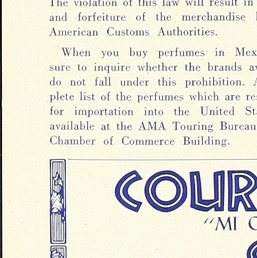 The violation of this law will result in
and forfeiture of the merchandise
American Customs Authorities.
When you buy perfumes in Mex
sure to inquire whether the brands av
do not fall under this prohibition. A
plete list of the perfumes which are res
for importation into the United Sta
available at the AMA Touring Bureau
Chamber of Commerce Building.
COUR
"MI C